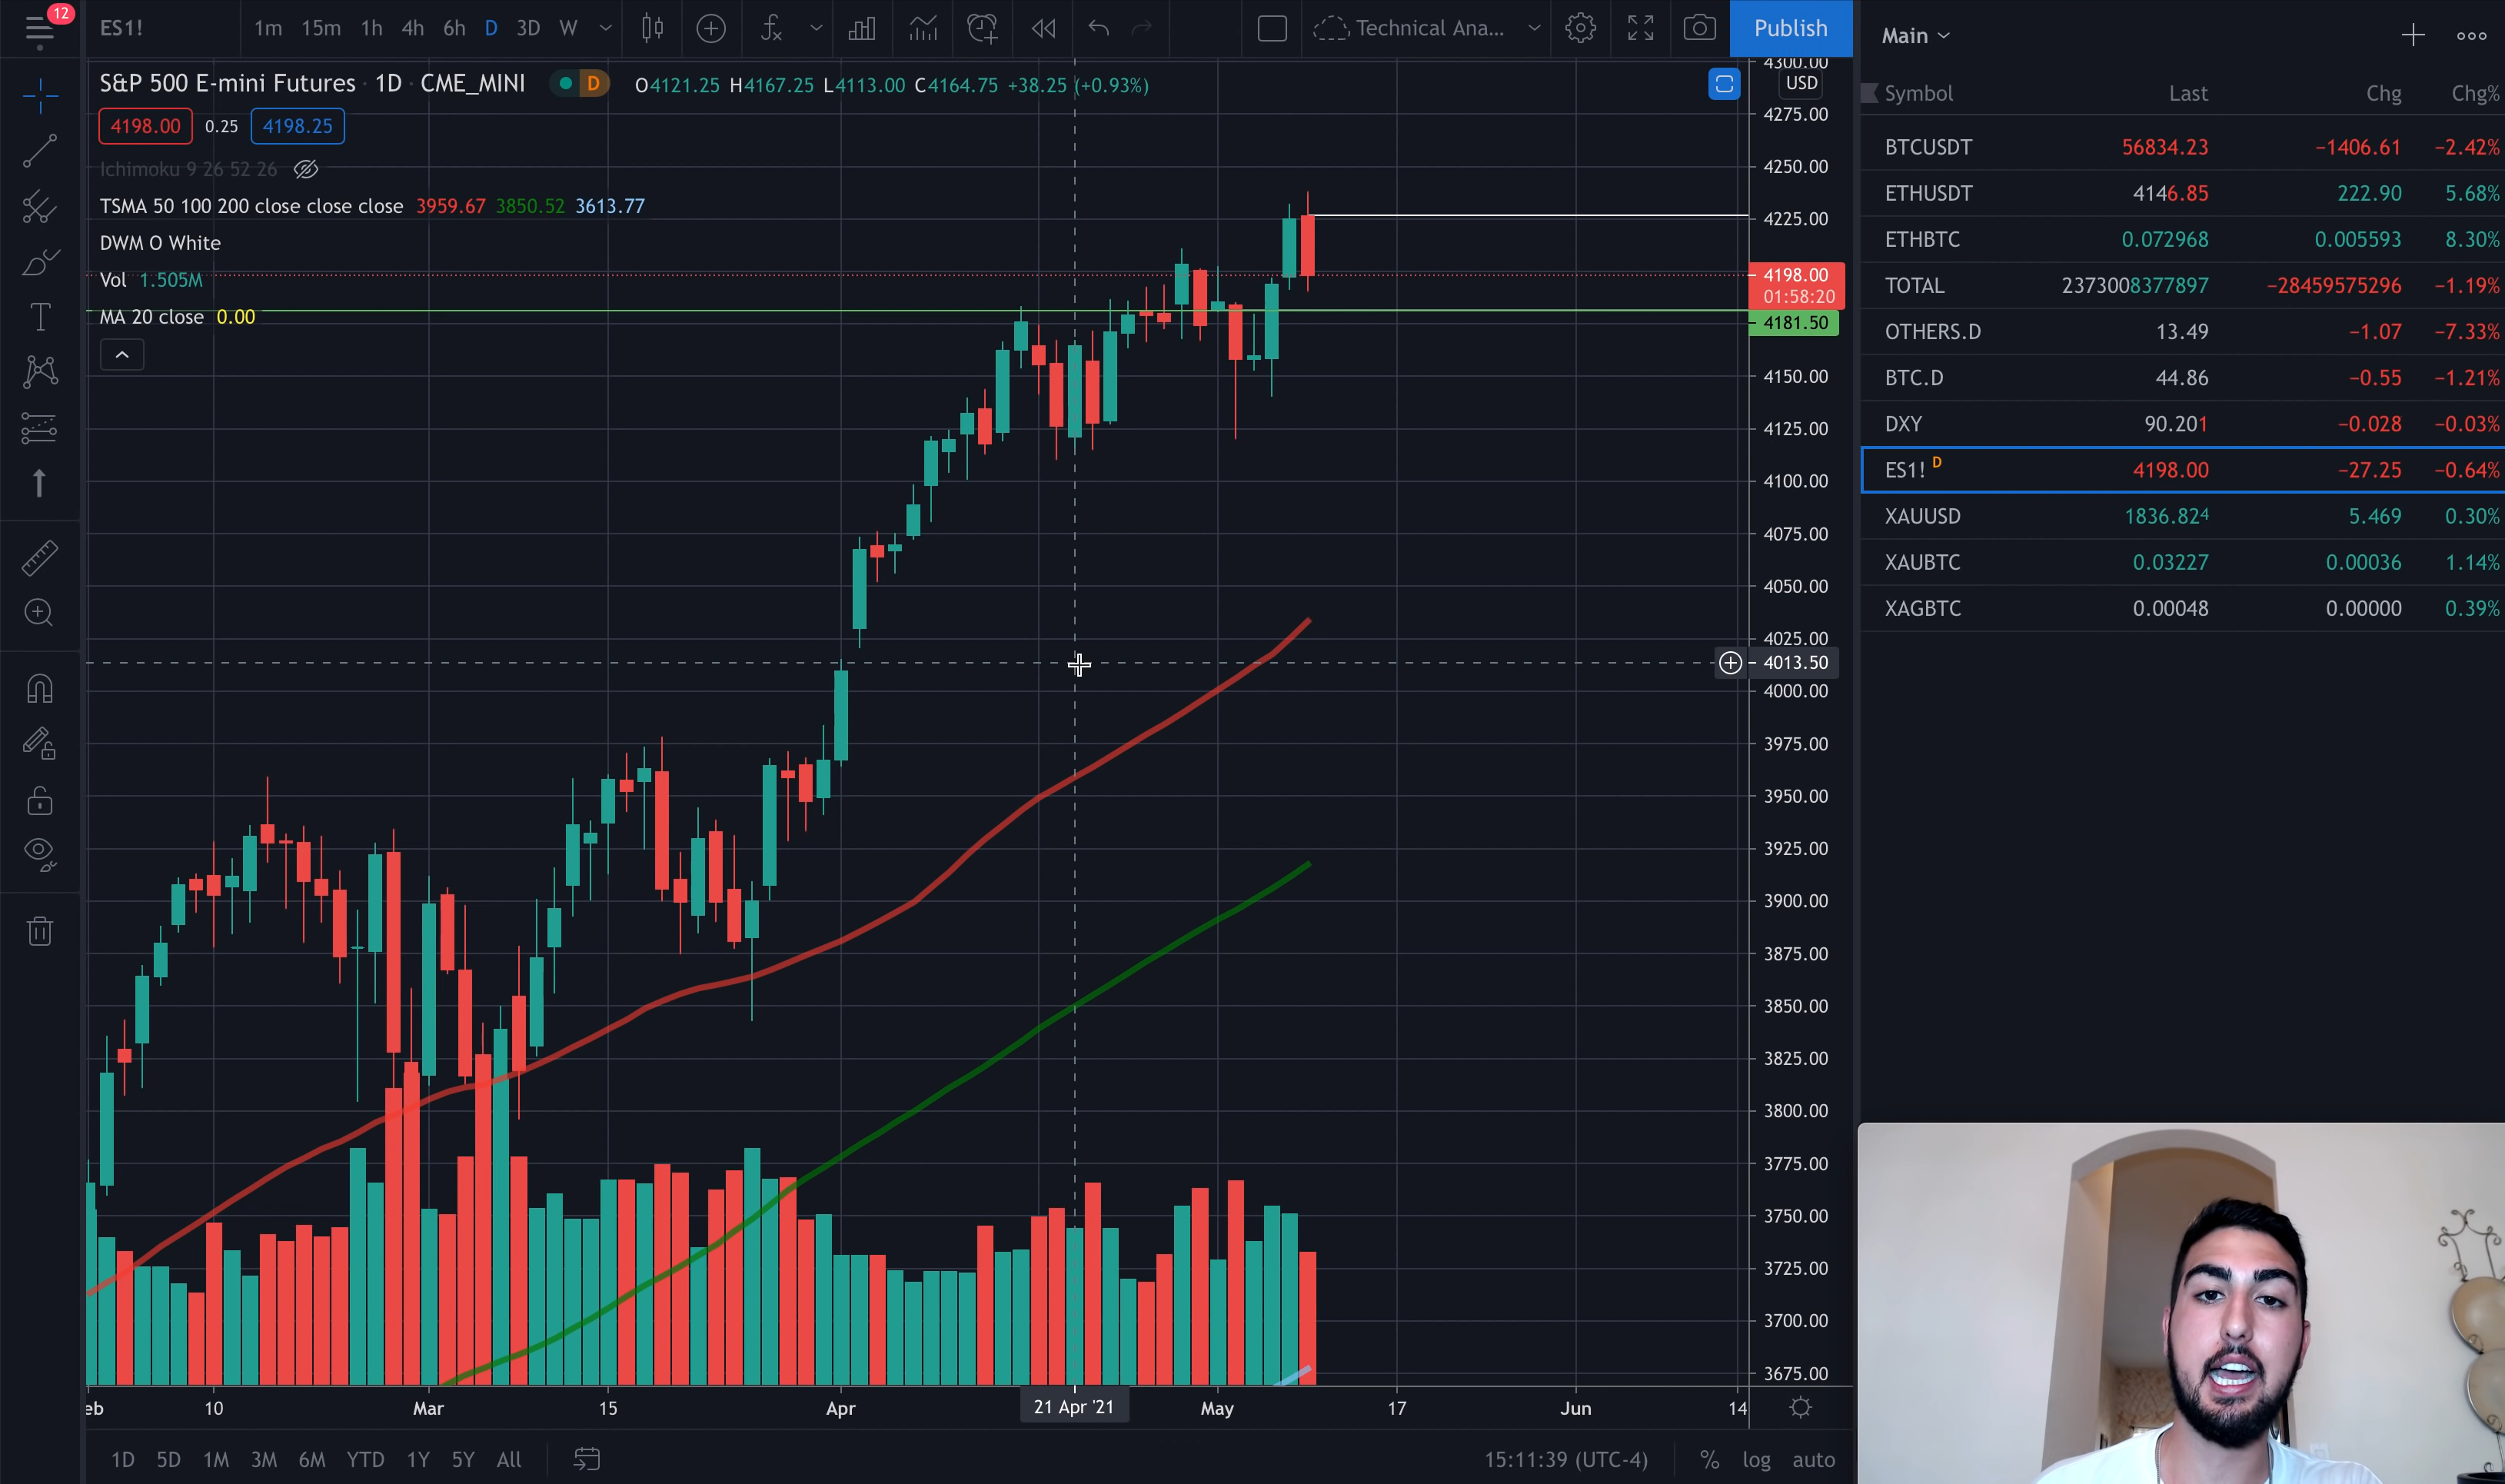 12
ES1! 1m 15m 1h 4h 6h D 3D W Technical Ana... Publish
S&P 500 E-mini Futures · 1D · CME_MINI D O4121.25 H4167.25 L4113.00 C4164.75 +38.25 (+0.93%)
4198.00 0.25 4198.25
Ichimoku 9 26 52 26
TSMA 50 100 200 close close close 3959.67 3850.52 3613.77
DWM O White
Vol 1.505M
MA 20 close 0.00
4300.00
USD
4275.00
4250.00
4225.00
4198.00
01:58:20
4181.50
4150.00
4125.00
4100.00
4075.00
4050.00
4025.00
4013.50
4000.00
3975.00
3950.00
3925.00
3900.00
3875.00
3850.00
3825.00
3800.00
3775.00
3750.00
3725.00
3700.00
3675.00
eb 10 Mar 15 Apr 21 Apr '21 May 17 Jun 14
1D 5D 1M 3M 6M YTD 1Y 5Y All 15:11:39 (UTC-4) % log auto
Main
Symbol Last Chg Chg%
BTCUSDT 56834.23 −1406.61 −2.42%
ETHUSDT 4146.85 222.90 5.68%
ETHBTC 0.072968 0.005593 8.30%
TOTAL 2373008377897 −28459575296 −1.19%
OTHERS.D 13.49 −1.07 −7.33%
BTC.D 44.86 −0.55 −1.21%
DXY 90.201 −0.028 −0.03%
ES1! D 4198.00 −27.25 −0.64%
XAUUSD 1836.824 5.469 0.30%
XAUBTC 0.03227 0.00036 1.14%
XAGBTC 0.00048 0.00000 0.39%